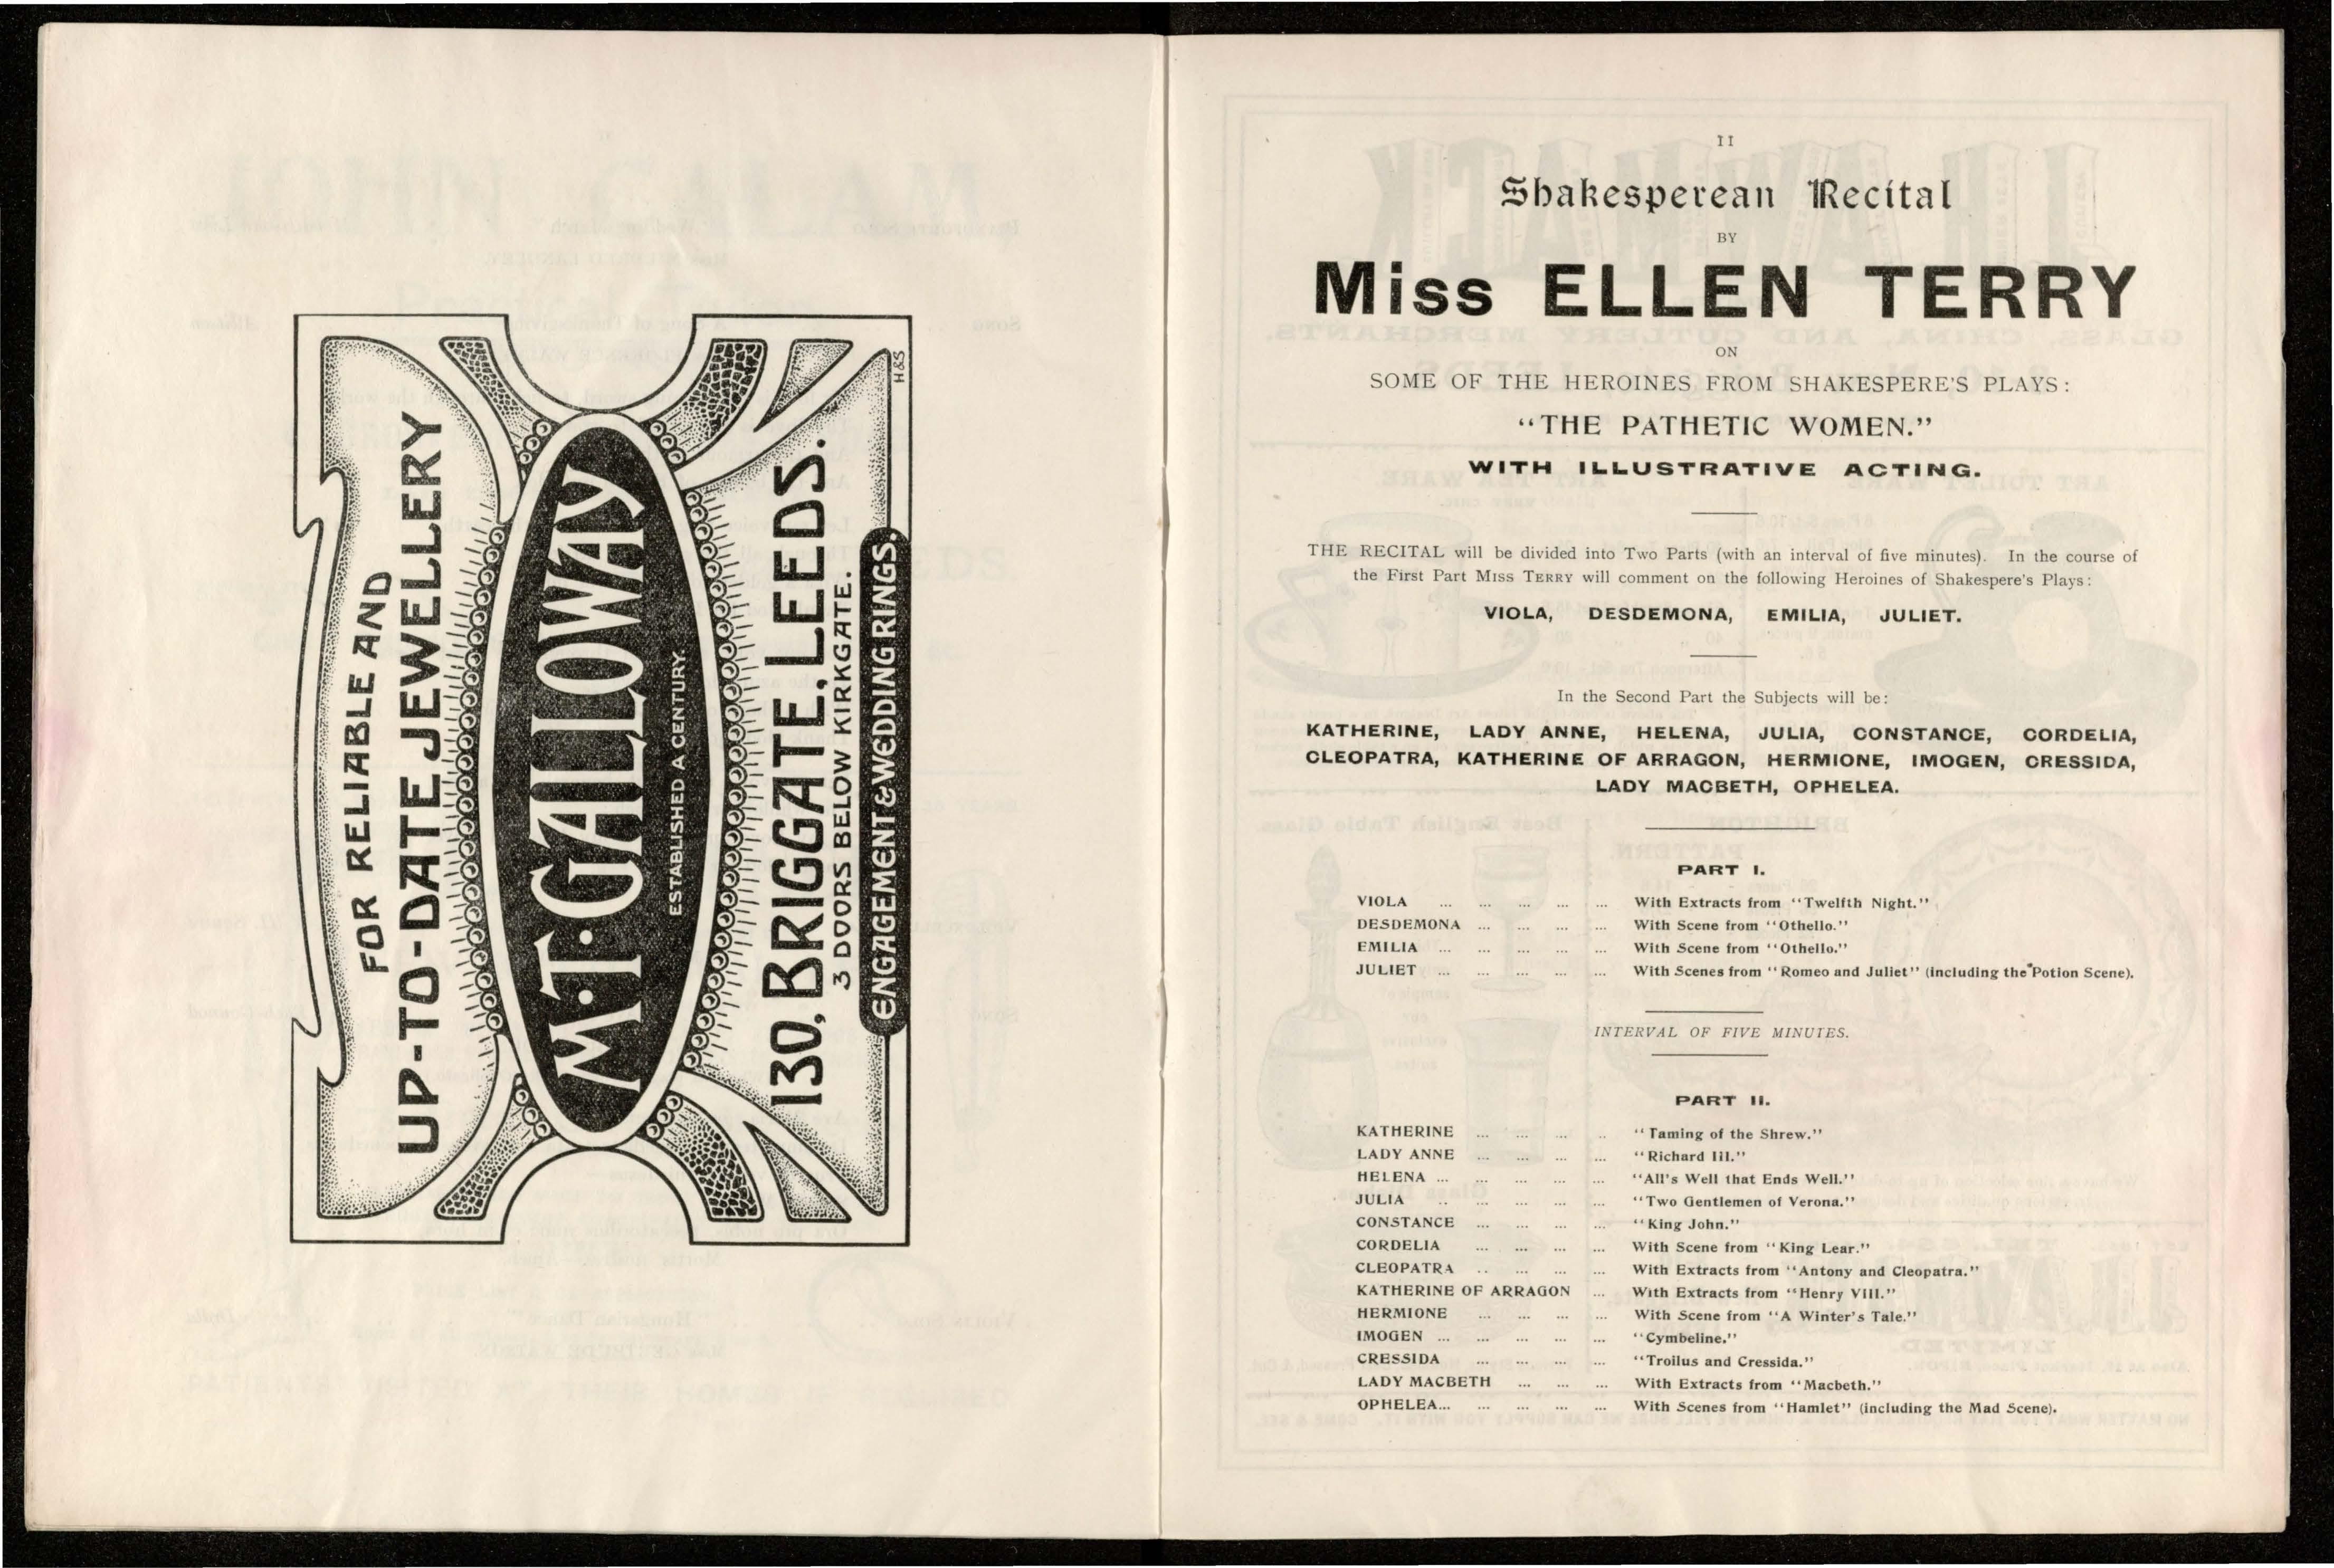 FOR RELIABLE AND
UP-TO-DATE JEWELLERY
M·T·GALLOWAY
ESTABLISHED A CENTURY.
130, BRIGGATE, LEEDS.
3 DOORS BELOW KIRKGATE.
ENGAGEMENT & WEDDING RINGS.
H&S
II
Shakesperean Recital
BY
Miss ELLEN TERRY
ON
SOME OF THE HEROINES FROM SHAKESPERE'S PLAYS:
"THE PATHETIC WOMEN."
WITH ILLUSTRATIVE ACTING.
THE RECITAL will be divided into Two Parts (with an interval of five minutes). In the course of
the First Part MISS TERRY will comment on the following Heroines of Shakespere's Plays:
VIOLA, DESDEMONA, EMILIA, JULIET.
In the Second Part the Subjects will be:
KATHERINE, LADY ANNE, HELENA, JULIA, CONSTANCE, CORDELIA,
CLEOPATRA, KATHERINE OF ARRAGON, HERMIONE, IMOGEN, CRESSIDA,
LADY MACBETH, OPHELEA.
PART I.
VIOLA ... ... ... ... ... With Extracts from "Twelfth Night."
DESDEMONA ... ... ... ... With Scene from "Othello."
EMILIA ... ... ... ... ... With Scene from "Othello."
JULIET ... ... ... ... ... With Scenes from "Romeo and Juliet" (including the Potion Scene).
INTERVAL OF FIVE MINUTES.
PART II.
KATHERINE ... ... ... .. "Taming of the Shrew."
LADY ANNE ... ... ... ... "Richard III."
HELENA ... ... ... ... ... "All's Well that Ends Well."
JULIA .. ... ... ... ... "Two Gentlemen of Verona."
CONSTANCE ... ... ... ... "King John."
CORDELIA ... ... ... ... With Scene from "King Lear."
CLEOPATRA .. ... ... ... With Extracts from "Antony and Cleopatra."
KATHERINE OF ARRAGON ... With Extracts from "Henry VIII."
HERMIONE ... ... ... ... With Scene from "A Winter's Tale."
IMOGEN ... ... ... ... ... "Cymbeline."
CRESSIDA ... ... ... ... "Troilus and Cressida."
LADY MACBETH ... ... ... With Extracts from "Macbeth."
OPHELEA... ... ... ... ... With Scenes from "Hamlet" (including the Mad Scene).